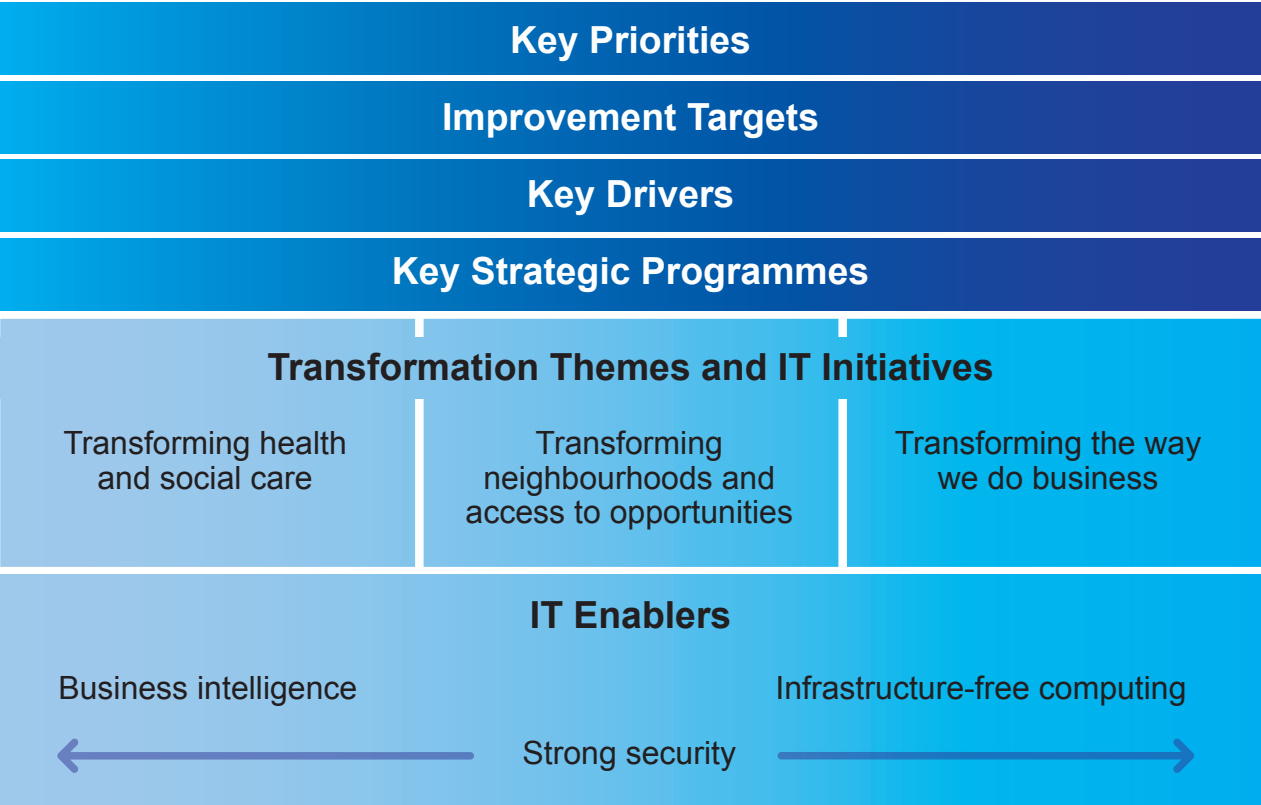 Key Priorities
Improvement Targets
Key Drivers
Key Strategic Programmes
Transformation Themes and IT Initiatives
Transforming health
and social care
Transforming
neighbourhoods and
access to opportunities
Transforming the way
we do business
IT Enablers
Business intelligence
Infrastructure-free computing
Strong security